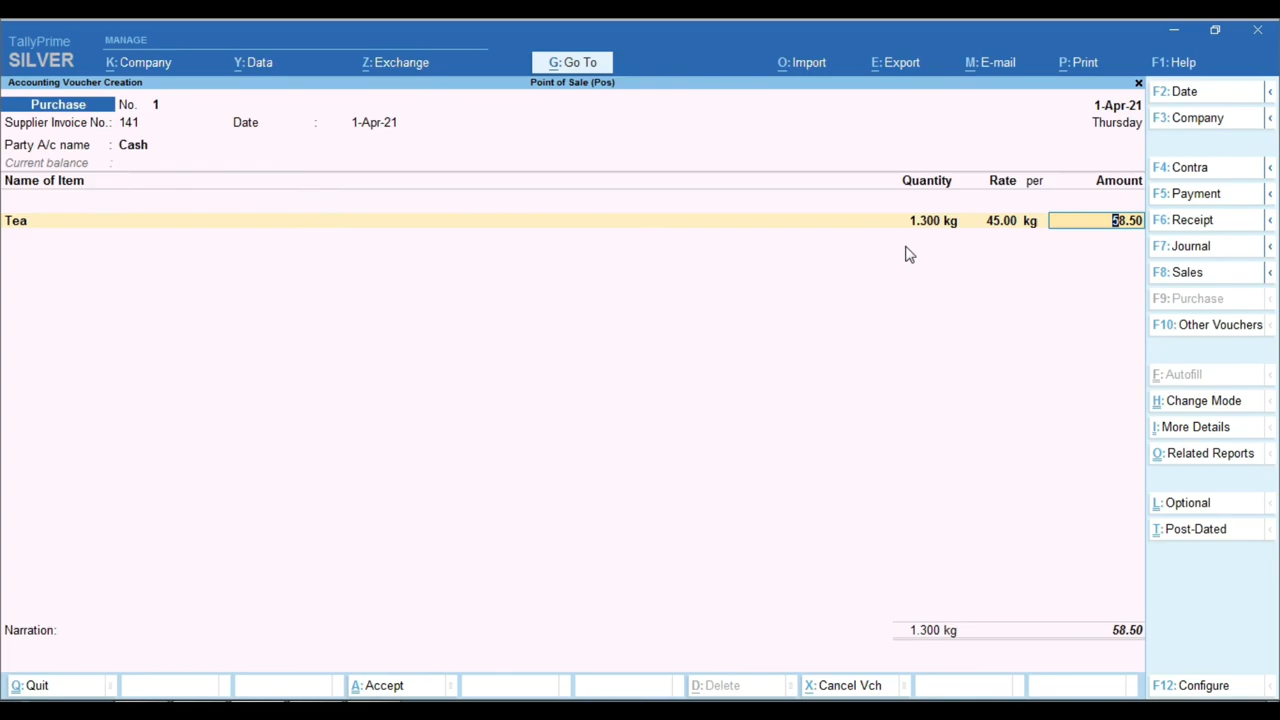 TallyPrime MANAGE
SILVER K: Company Y: Data Z: Exchange G: Go To O: Import E: Export M: E-mail P: Print F1: Help
Accounting Voucher Creation Point of Sale (Pos) ×
Purchase No. 1 1-Apr-21
Supplier Invoice No.: 141 Date : 1-Apr-21 Thursday
Party A/c name : Cash
Current balance :
Name of Item Quantity Rate per Amount
Tea 1.300 kg 45.00 kg 58.50
Narration: 1.300 kg 58.50
F2: Date
F3: Company
F4: Contra
F5: Payment
F6: Receipt
F7: Journal
F8: Sales
F9: Purchase
F10: Other Vouchers
F: Autofill
H: Change Mode
I: More Details
O: Related Reports
L: Optional
T: Post-Dated
Q: Quit A: Accept D: Delete X: Cancel Vch F12: Configure